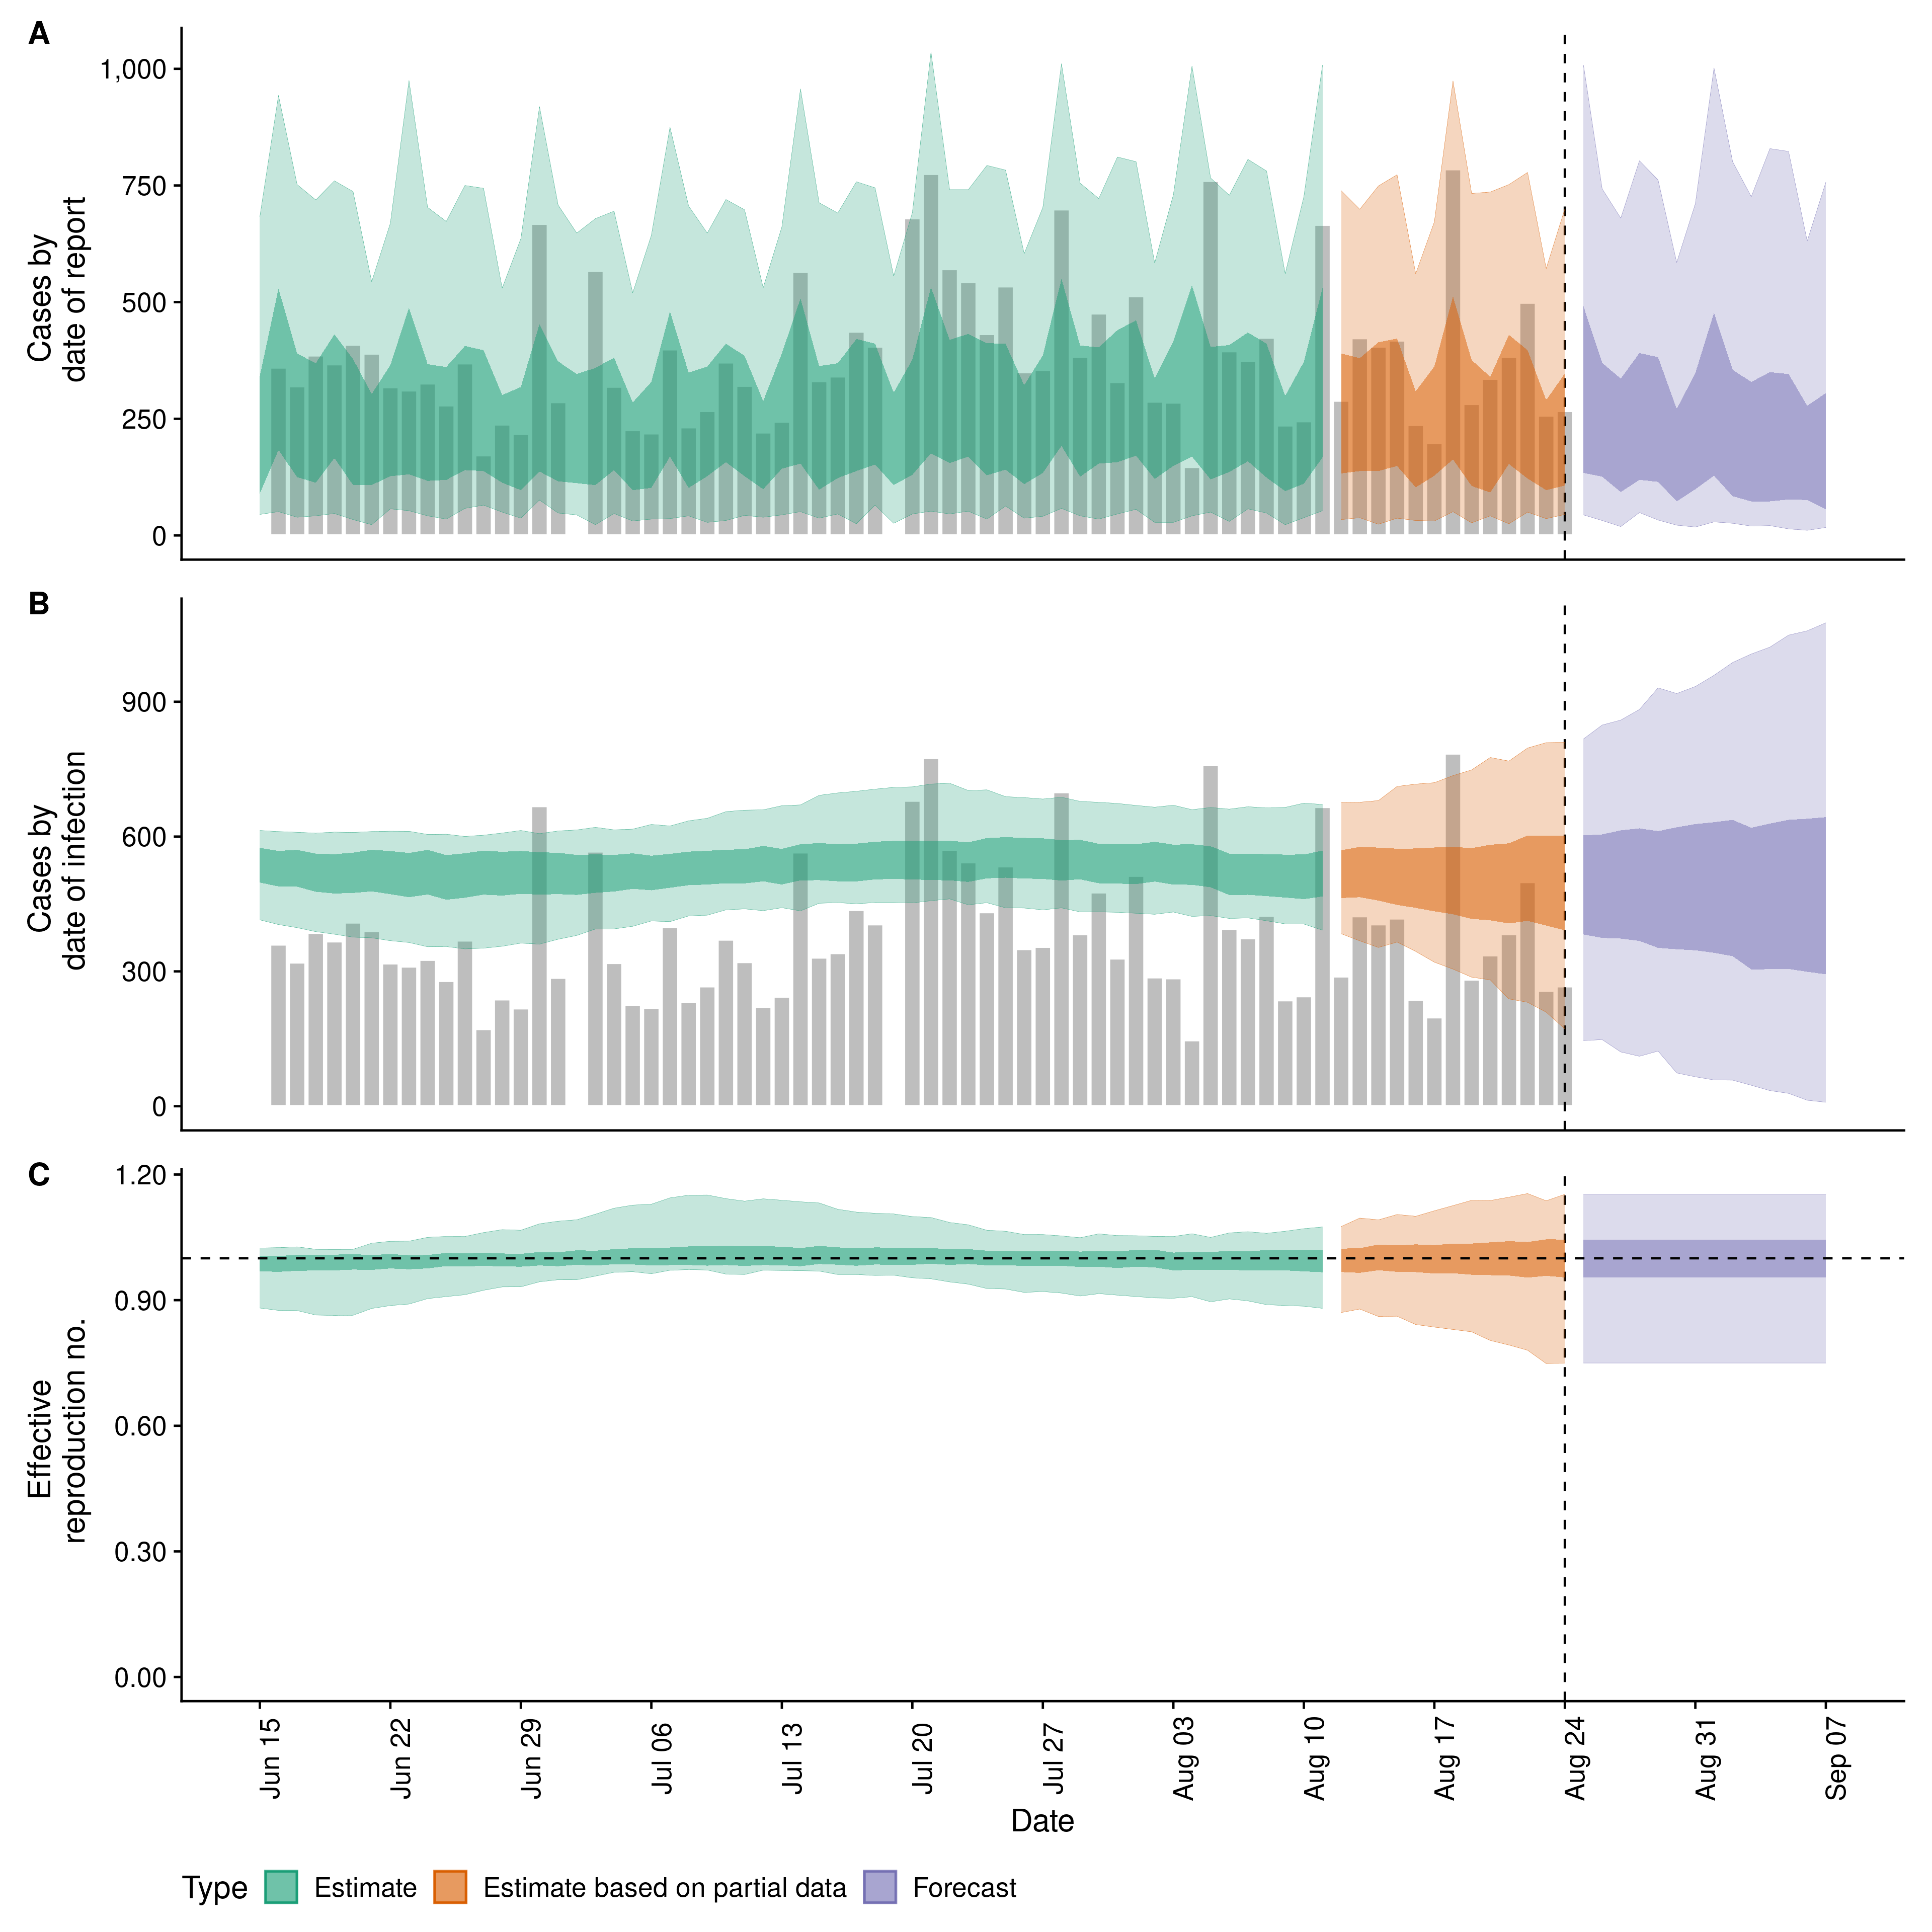 A
1,000
750
500
250
0
Cases by
date of report
B
900
600
300
0
Cases by
date of infection
C
1.20
0.90
0.60
0.30
0.00
Effective
reproduction no.
Jun 15
Jun 22
Jun 29
Jul 06
Jul 13
Jul 20
Jul 27
Aug 03
Aug 10
Aug 17
Aug 24
Aug 31
Sep 07
Date
Type Estimate Estimate based on partial data Forecast